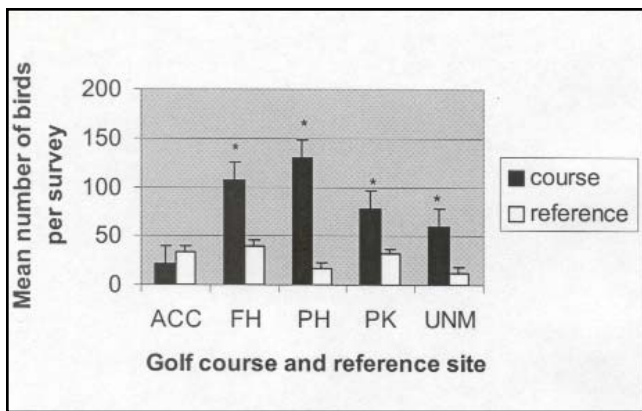 Mean number of birds
per survey
200
150
100
50
0
* * * *
ACC FH PH PK UNM
Golf course and reference site
course
reference